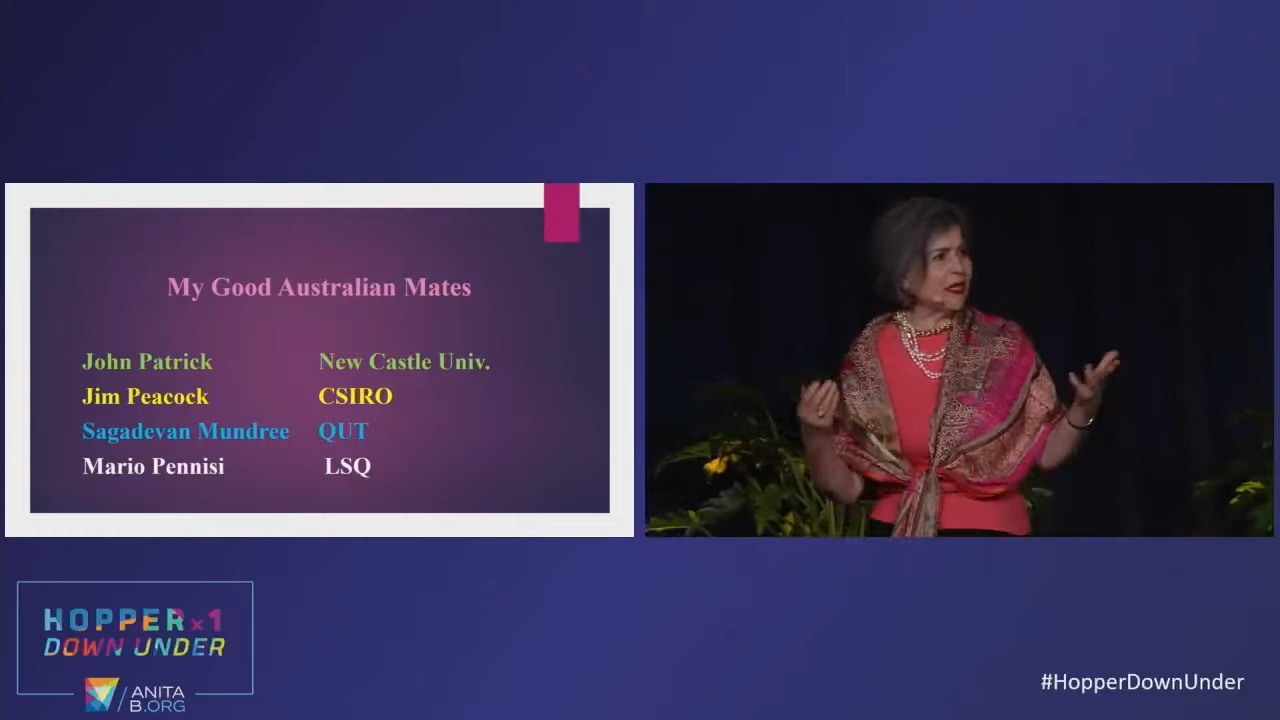 My Good Australian Mates
John Patrick New Castle Univ.
Jim Peacock CSIRO
Sagadevan Mundree QUT
Mario Pennisi LSQ
HOPPER x 1
DOWN UNDER
ANITA
B.ORG
#HopperDownUnder